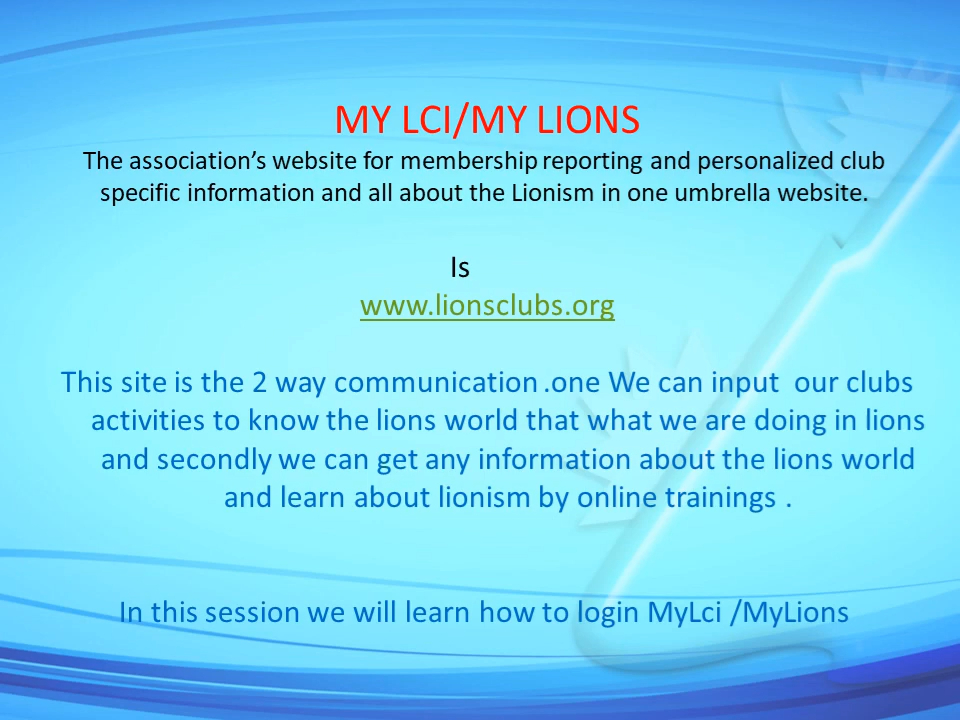 MY LCI/MY LIONS
The association’s website for membership reporting and personalized club
specific information and all about the Lionism in one umbrella website.
Is
www.lionsclubs.org
This site is the 2 way communication .one We can input  our clubs
activities to know the lions world that what we are doing in lions
and secondly we can get any information about the lions world
and learn about lionism by online trainings .
In this session we will learn how to login MyLci /MyLions